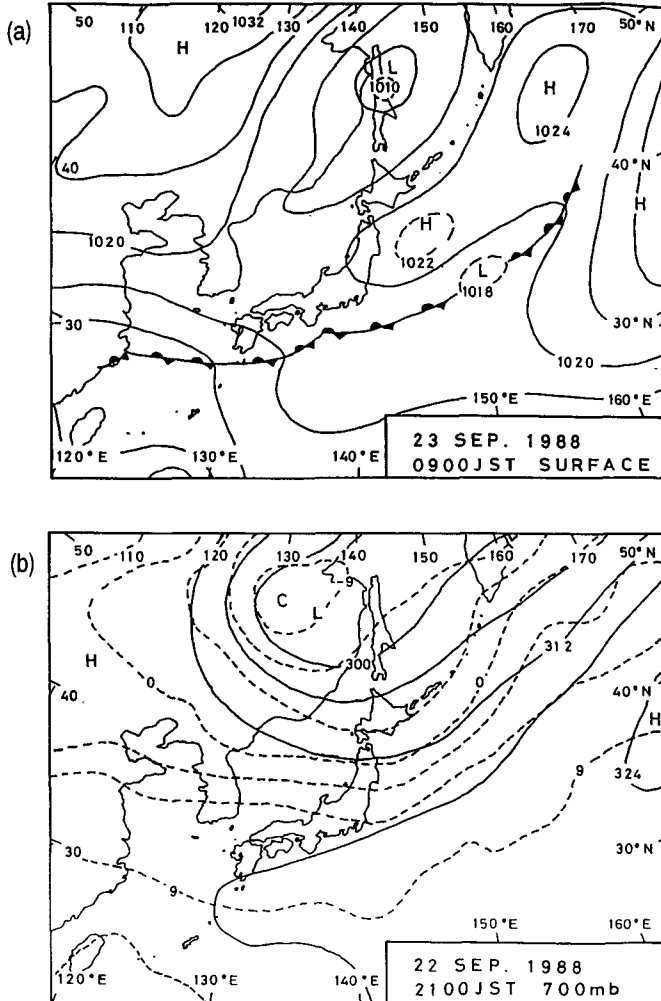 (a)
50 110 1032 120 130 140 150 160 170 50°N
H
L
1010
H
1024
40
40°N
H
H
1022
L
1018
1020
30
30°N
1020
150°E 160°E
120°E 130°E 140°E
23 SEP. 1988
0900JST SURFACE
(b)
50 110 120 130 140 150 160 170 50°N
9
C L
300
312
H
0
0
40
40°N
H
9
324
30
30°N
9
150°E 160°E
120°E 130°E 140°E
22 SEP. 1988
2100JST 700mb